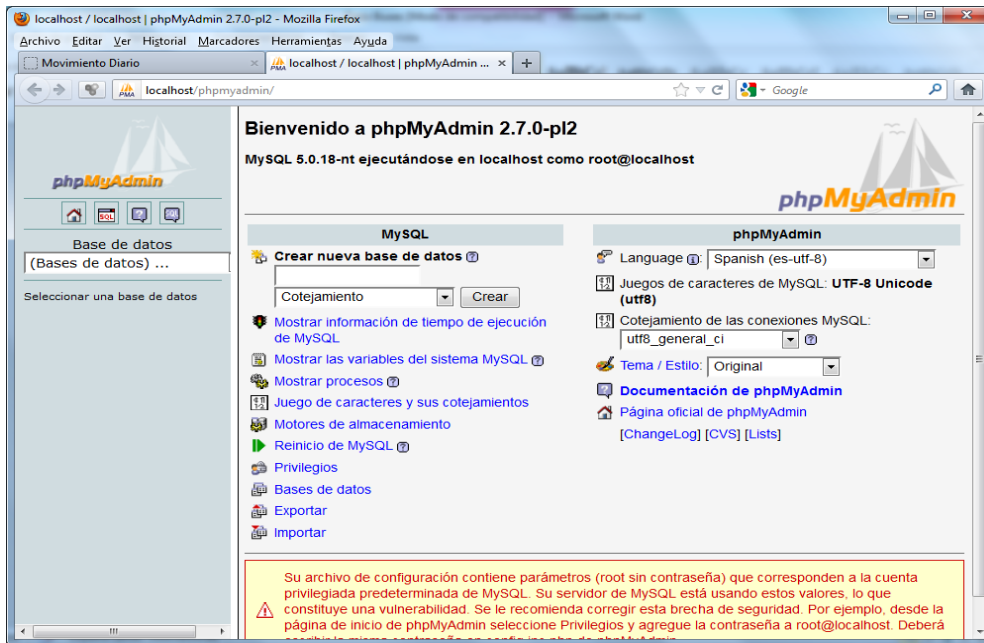 localhost / localhost | phpMyAdmin 2.7.0-pl2 - Mozilla Firefox
Archivo Editar Ver Historial Marcadores Herramientas Ayuda
Movimiento Diario
localhost / localhost | phpMyAdmin ...
localhost/phpmyadmin/
Google
phpMyAdmin
SQL
Base de datos
(Bases de datos) ...
Seleccionar una base de datos
Bienvenido a phpMyAdmin 2.7.0-pl2
MySQL 5.0.18-nt ejecutándose en localhost como root@localhost
phpMyAdmin
MySQL
Crear nueva base de datos
Cotejamiento
Crear
Mostrar información de tiempo de ejecución
de MySQL
Mostrar las variables del sistema MySQL
Mostrar procesos
Juego de caracteres y sus cotejamientos
Motores de almacenamiento
Reinicio de MySQL
Privilegios
Bases de datos
Exportar
Importar
phpMyAdmin
Language : Spanish (es-utf-8)
Juegos de caracteres de MySQL: UTF-8 Unicode
(utf8)
Cotejamiento de las conexiones MySQL:
utf8_general_ci
Tema / Estilo: Original
Documentación de phpMyAdmin
Página oficial de phpMyAdmin
[ChangeLog] [CVS] [Lists]
Su archivo de configuración contiene parámetros (root sin contraseña) que corresponden a la cuenta
privilegiada predeterminada de MySQL. Su servidor de MySQL está usando estos valores, lo que
constituye una vulnerabilidad. Se le recomienda corregir esta brecha de seguridad. Por ejemplo, desde la
página de inicio de phpMyAdmin seleccione Privilegios y agregue la contraseña a root@localhost. Deberá